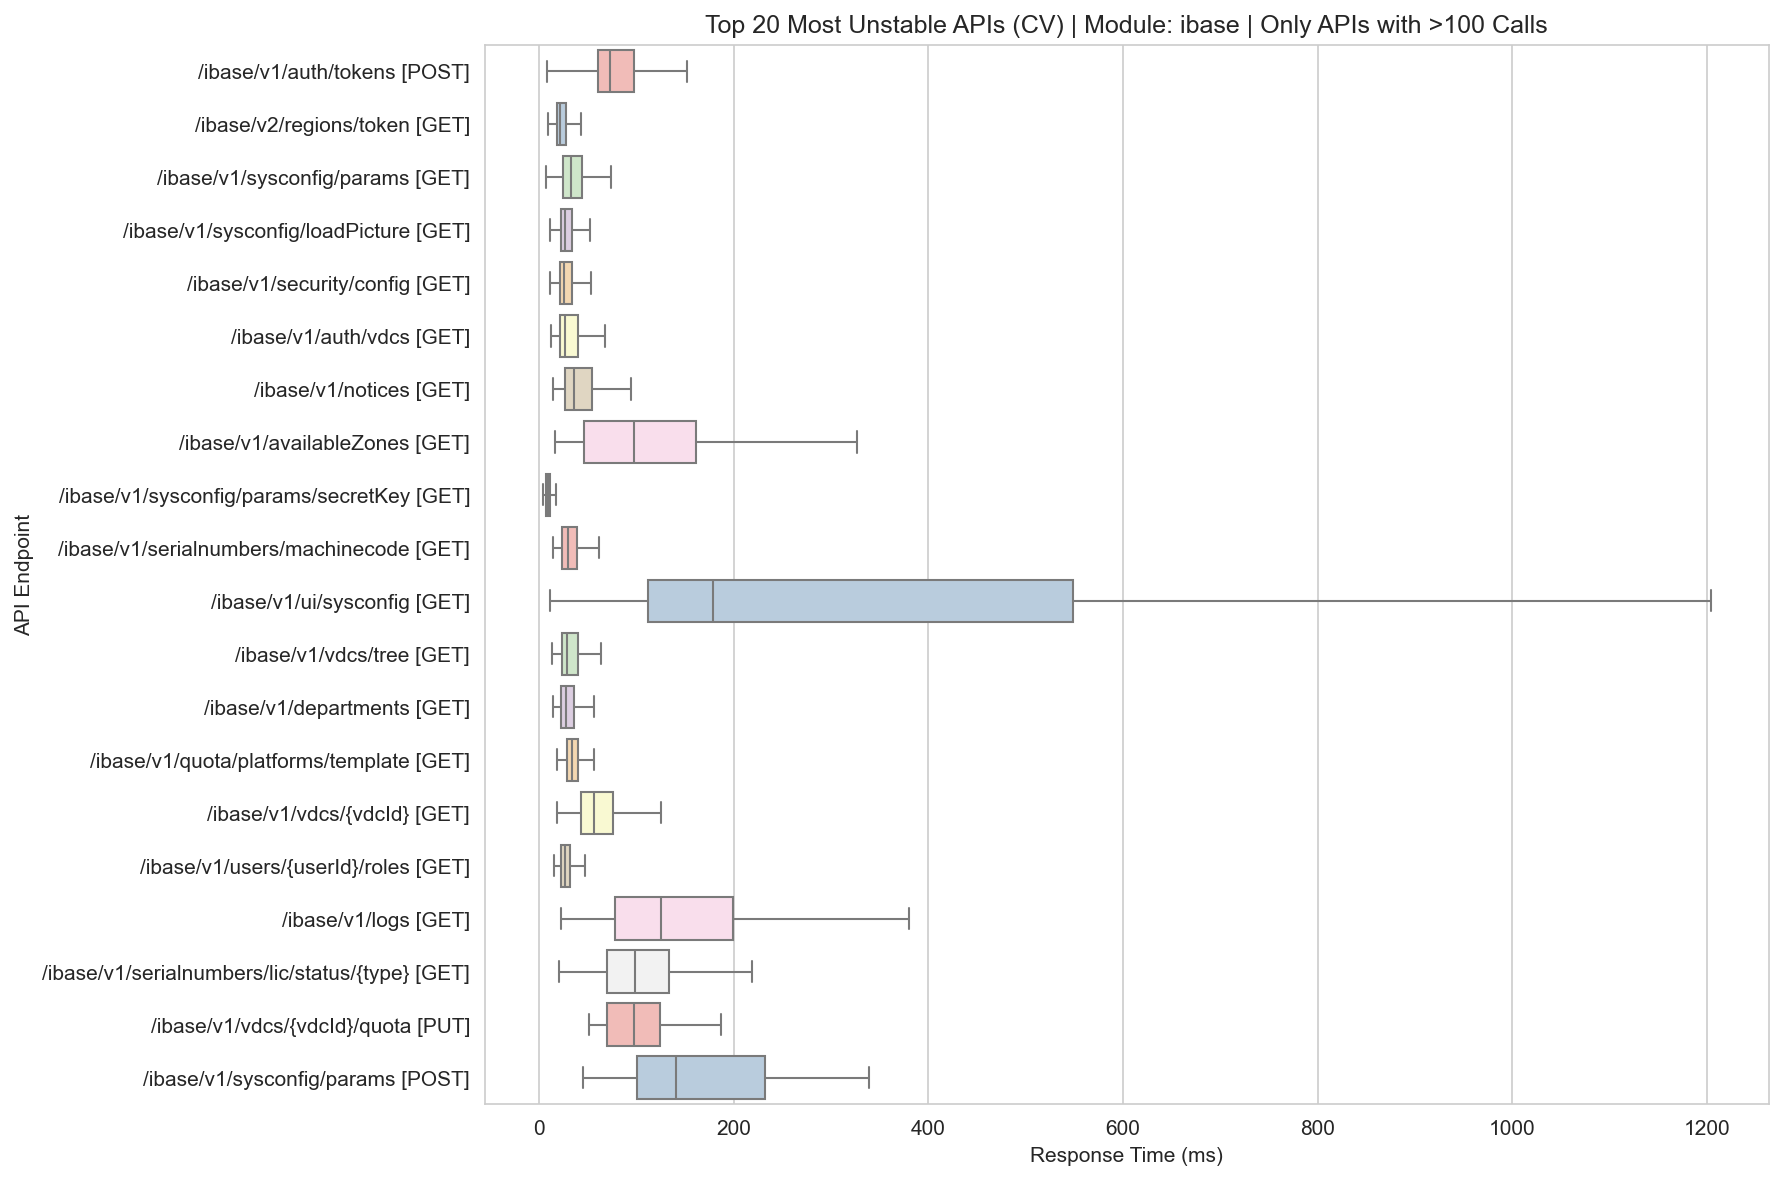 Top 20 Most Unstable APIs (CV) | Module: ibase | Only APIs with >100 Calls
API Endpoint
/ibase/v1/auth/tokens [POST]
/ibase/v2/regions/token [GET]
/ibase/v1/sysconfig/params [GET]
/ibase/v1/sysconfig/loadPicture [GET]
/ibase/v1/security/config [GET]
/ibase/v1/auth/vdcs [GET]
/ibase/v1/notices [GET]
/ibase/v1/availableZones [GET]
/ibase/v1/sysconfig/params/secretKey [GET]
/ibase/v1/serialnumbers/machinecode [GET]
/ibase/v1/ui/sysconfig [GET]
/ibase/v1/vdcs/tree [GET]
/ibase/v1/departments [GET]
/ibase/v1/quota/platforms/template [GET]
/ibase/v1/vdcs/{vdcId} [GET]
/ibase/v1/users/{userId}/roles [GET]
/ibase/v1/logs [GET]
/ibase/v1/serialnumbers/lic/status/{type} [GET]
/ibase/v1/vdcs/{vdcId}/quota [PUT]
/ibase/v1/sysconfig/params [POST]
0 200 400 600 800 1000 1200
Response Time (ms)